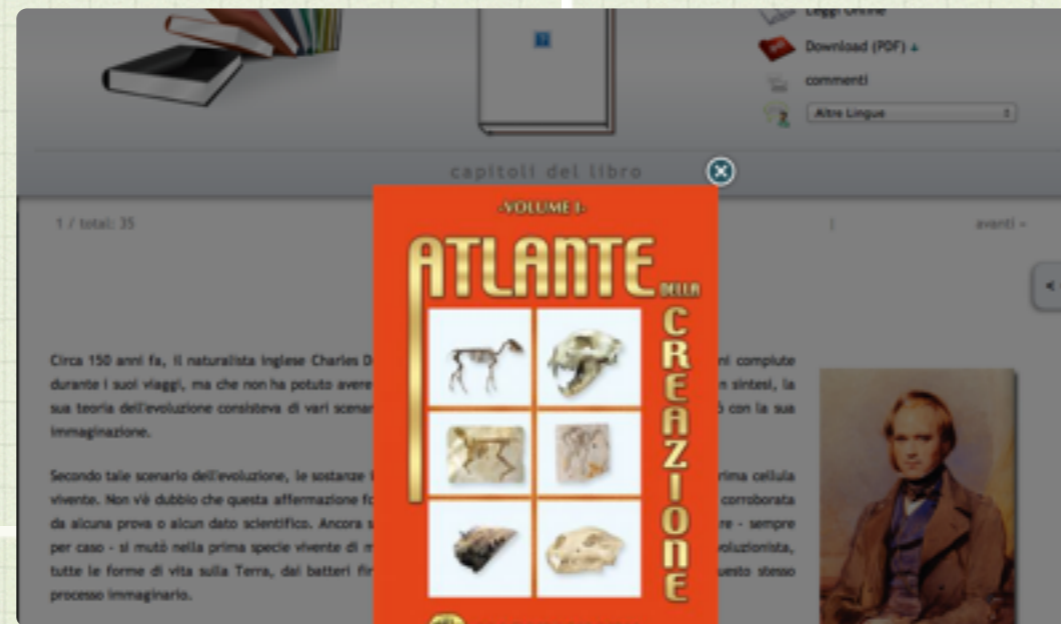 Leggi Online
Download (PDF)
commenti
Altre Lingue
capitoli del libro
1 / total: 35
avanti »
-VOLUME I-
ATLANTE
DELLA
CREAZIONE
Circa 150 anni fa, il naturalista inglese Charles D
ni compiute
durante i suoi viaggi, ma che non ha potuto avere
n sintesi, la
sua teoria dell'evoluzione consisteva di vari scenar
ò con la sua
immaginazione.
Secondo tale scenario dell'evoluzione, le sostanze
rima cellula
vivente. Non v'è dubbio che questa affermazione fo
corroborata
da alcuna prova o alcun dato scientifico. Ancora s
re - sempre
per caso - si mutò nella prima specie vivente di m
voluzionista,
tutte le forme di vita sulla Terra, dai batteri fin
uesto stesso
processo immaginario.